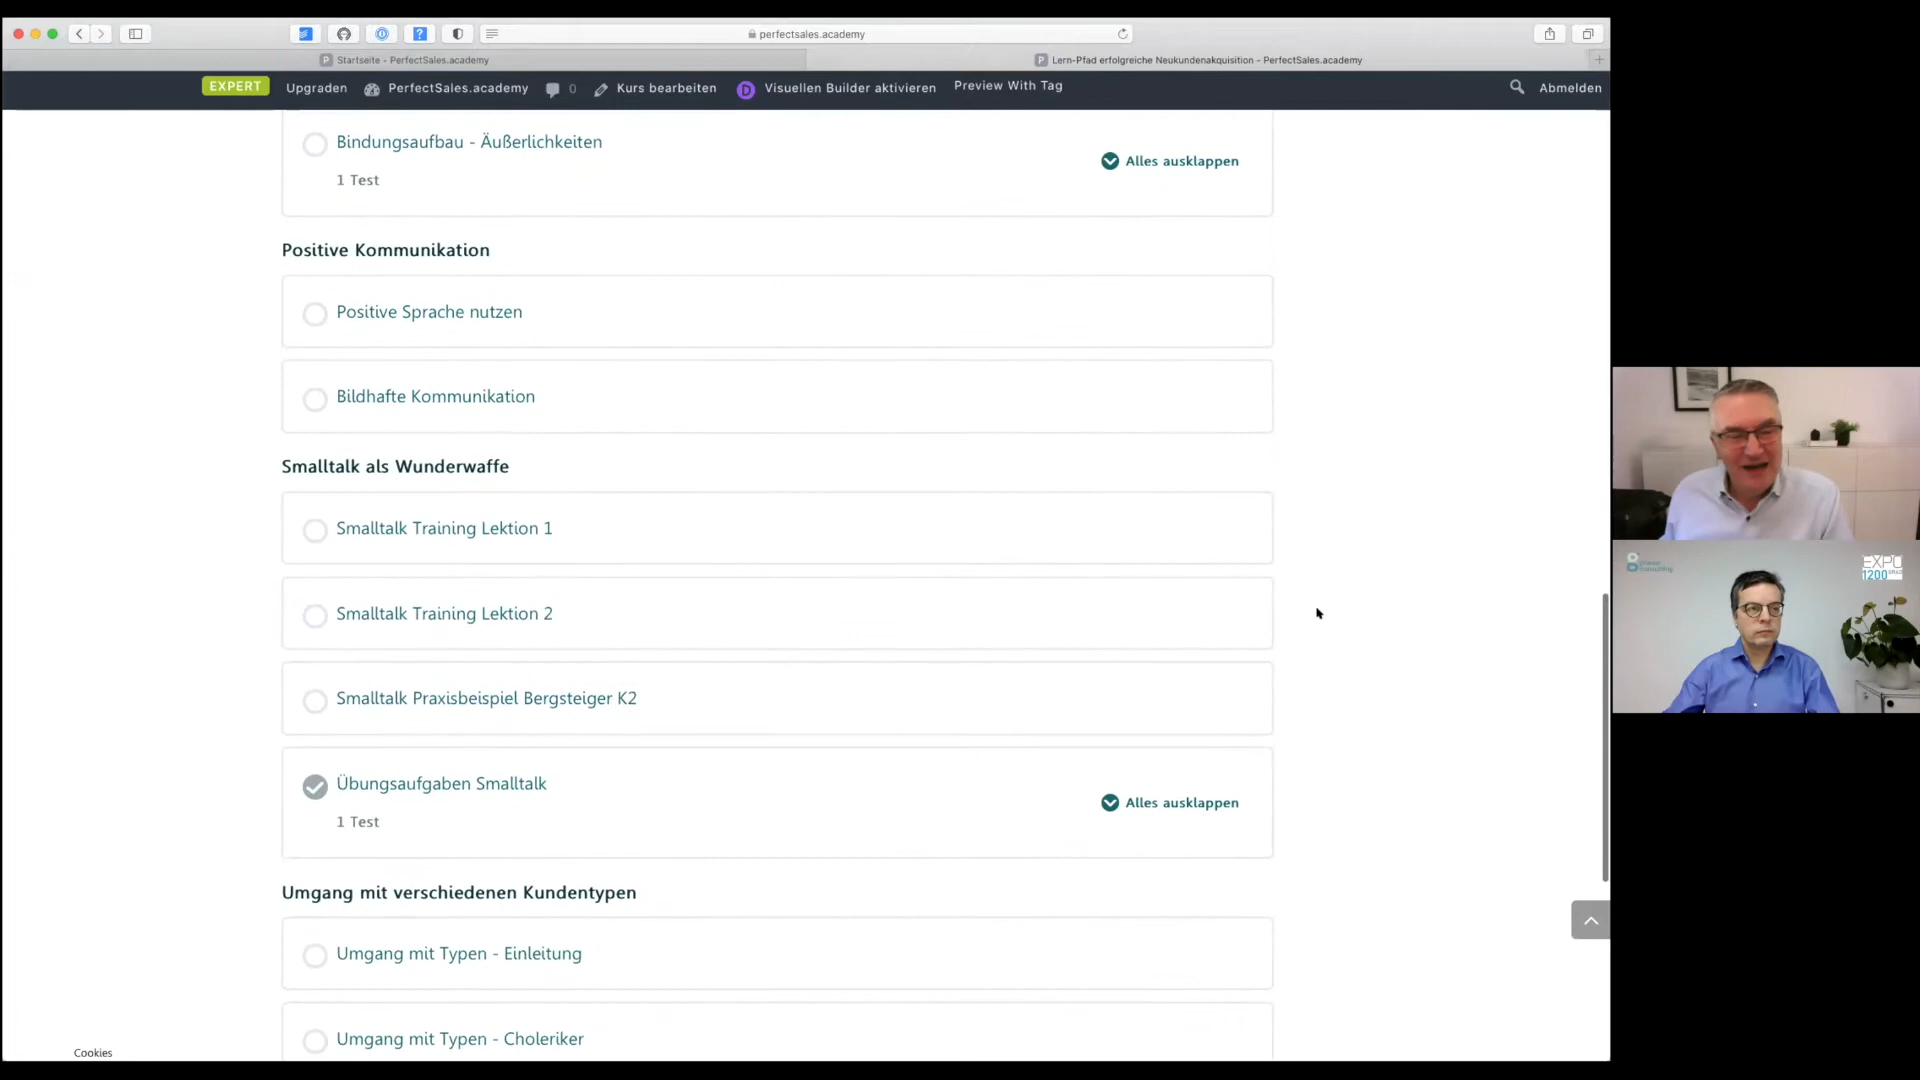 perfectsales.academy
Startseite - PerfectSales.academy
Lern-Pfad erfolgreiche Neukundenakquisition - PerfectSales.academy
EXPERT Upgraden PerfectSales.academy 0 Kurs bearbeiten Visuellen Builder aktivieren Preview With Tag Abmelden
Bindungsaufbau - Äußerlichkeiten
Alles ausklappen
1 Test
Positive Kommunikation
Positive Sprache nutzen
Bildhafte Kommunikation
Smalltalk als Wunderwaffe
Smalltalk Training Lektion 1
Smalltalk Training Lektion 2
Smalltalk Praxisbeispiel Bergsteiger K2
Übungsaufgaben Smalltalk
Alles ausklappen
1 Test
Umgang mit verschiedenen Kundentypen
Umgang mit Typen - Einleitung
Umgang mit Typen - Choleriker
Cookies
EXPO
1200